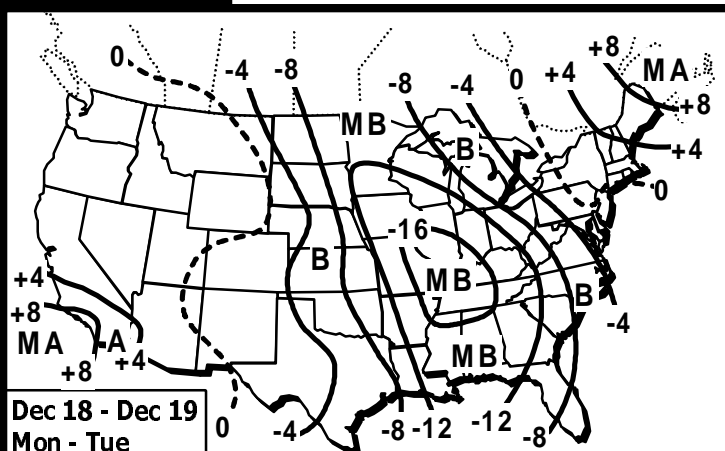 0 -4 -8 -8 -4 0 +4 +8 MA
+8
MB
B
+4
0
-16
B
MB
+4
+8
B
MA A
+4
+8
-4
MB
Dec 18 - Dec 19
Mon - Tue
0 -4 -8 -12 -12 -8